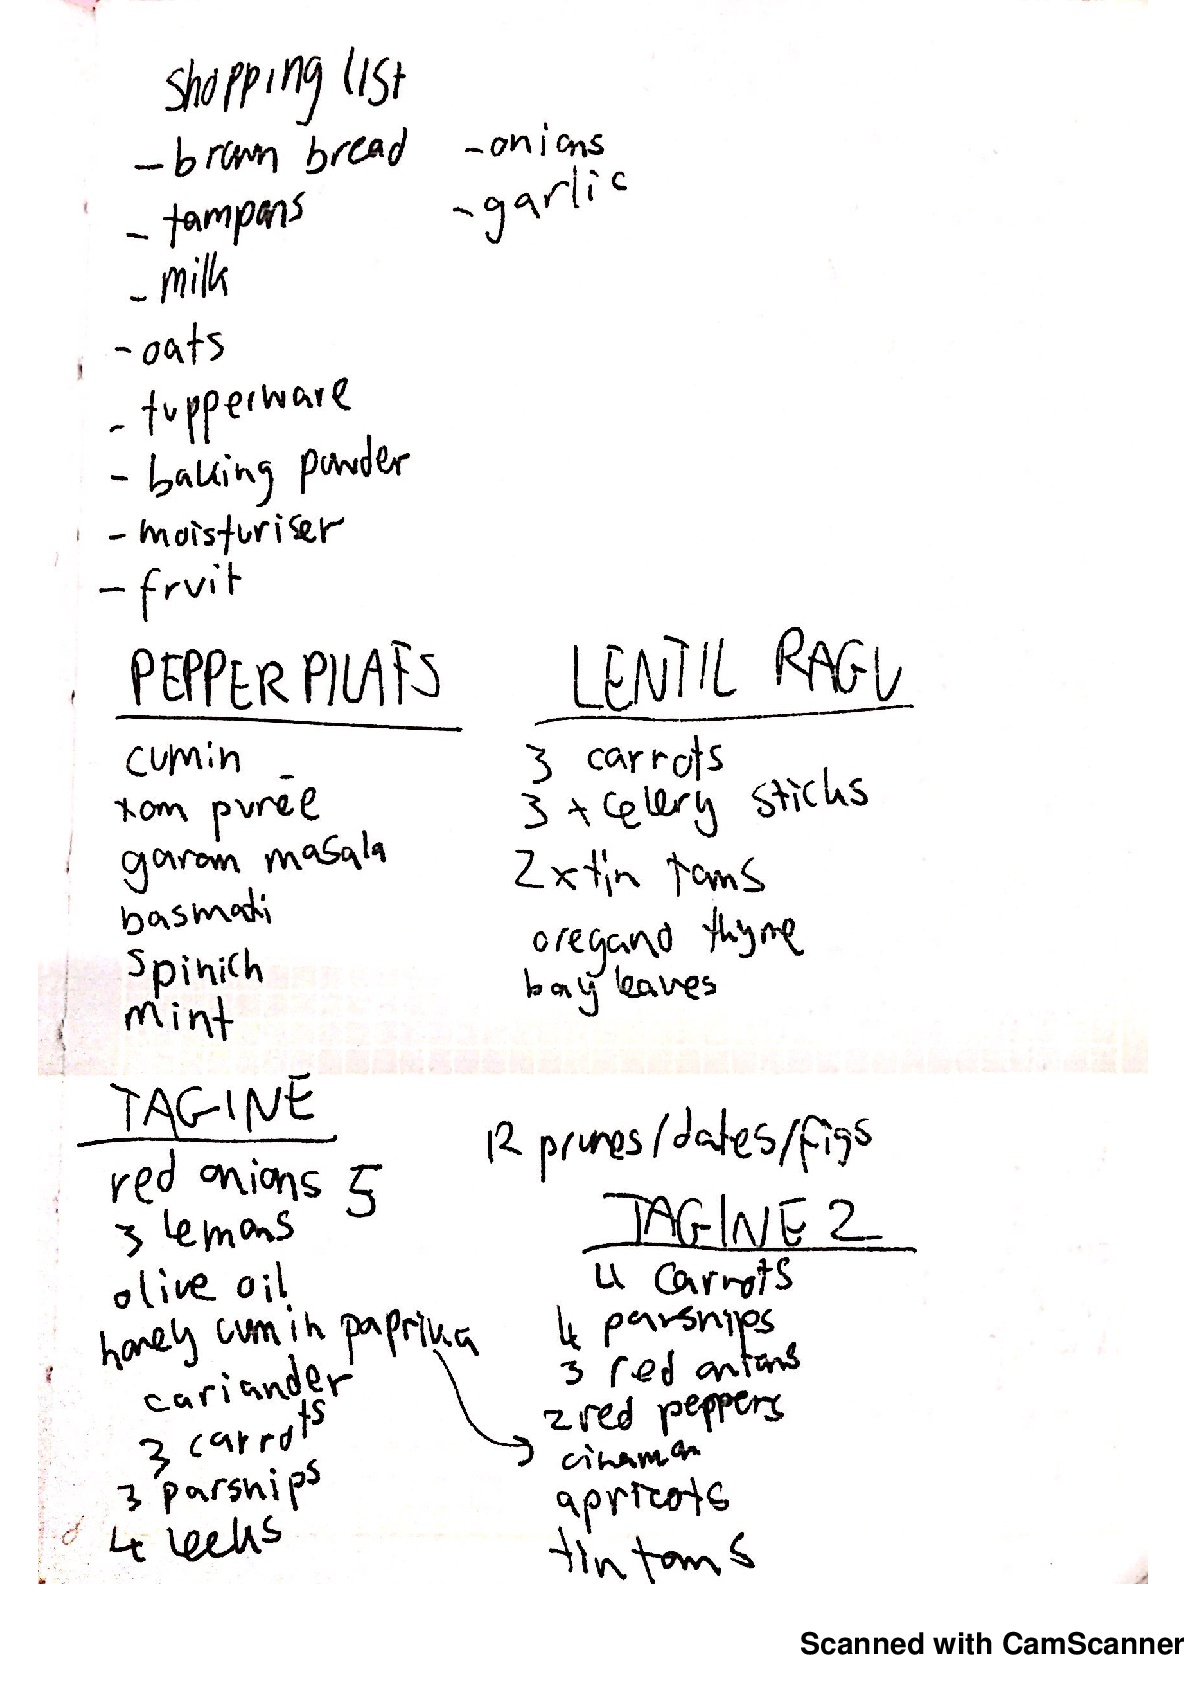 shopping list
- brown bread
- tampons
- milk
- oats
- tupperware
- baking powder
- moisturiser
- fruit
- onions
- garlic
PEPPER PILAFS
cumin
tom purée
garam masala
basmati
spinich
mint
LENTIL RAGU
3 carrots
3 x celery sticks
2 x tin toms
oregano thyme
bay leaves
TAGINE
red onions 5
3 lemons
olive oil
honey cumin paprika
coriander
3 carrots
3 parsnips
4 leeks
12 prunes/dates/figs
TAGINE 2
4 carrots
4 parsnips
3 red onions
2 red peppers
cinamon
apricots
tin toms
Scanned with CamScanner